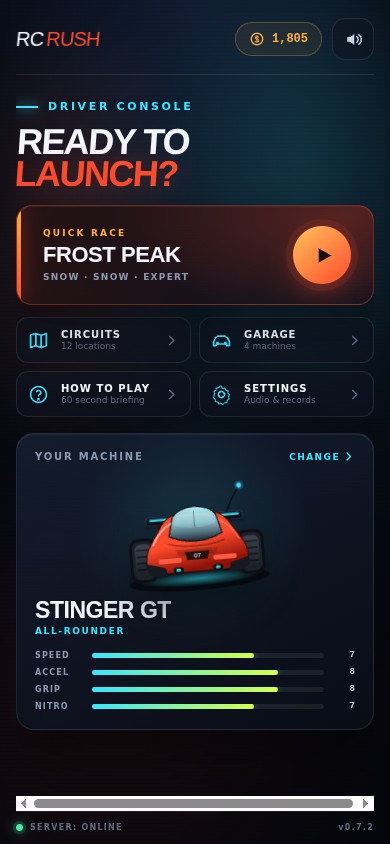 RC RUSH
1,805
DRIVER CONSOLE
READY TO
LAUNCH?
QUICK RACE
FROST PEAK
SNOW · SNOW · EXPERT
CIRCUITS
12 locations
GARAGE
4 machines
HOW TO PLAY
60 second briefing
SETTINGS
Audio & records
YOUR MACHINE
CHANGE
GT
STINGER GT
ALL-ROUNDER
SPEED 7
ACCEL 8
GRIP 8
NITRO 7
SERVER: ONLINE
v0.7.2